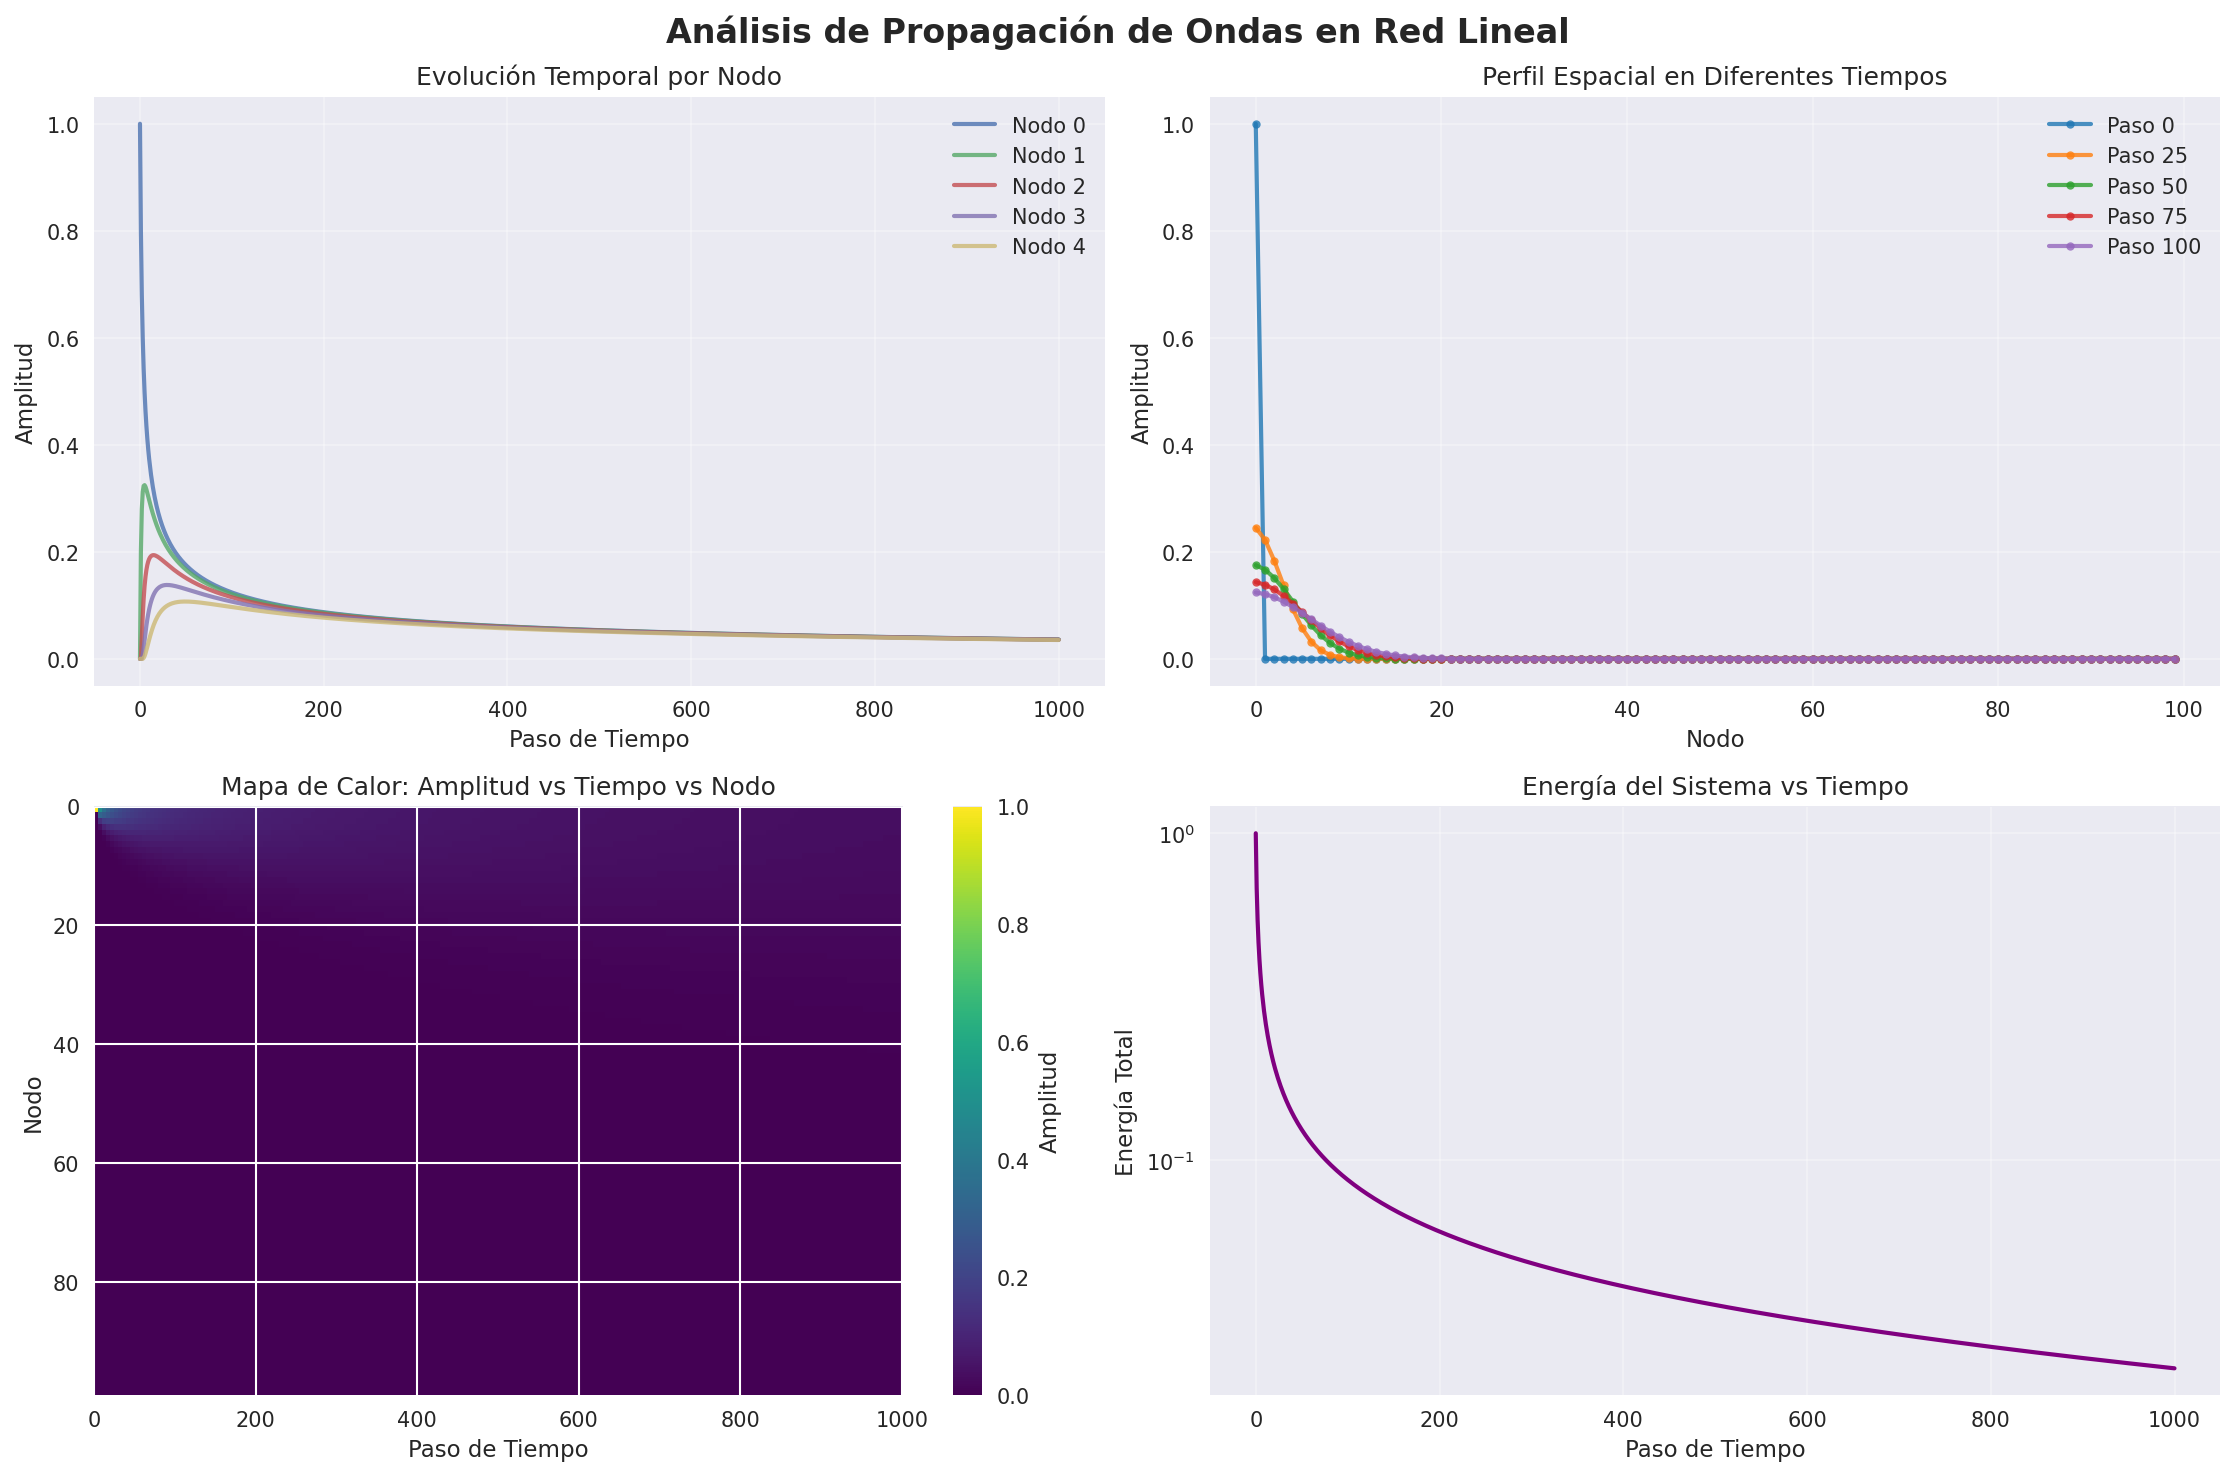 Análisis de Propagación de Ondas en Red Lineal
Evolución Temporal por Nodo
Amplitud
1.0
0.8
0.6
0.4
0.2
0.0
0 200 400 600 800 1000
Paso de Tiempo
Nodo 0
Nodo 1
Nodo 2
Nodo 3
Nodo 4
Perfil Espacial en Diferentes Tiempos
Amplitud
1.0
0.8
0.6
0.4
0.2
0.0
0 20 40 60 80 100
Nodo
Paso 0
Paso 25
Paso 50
Paso 75
Paso 100
Mapa de Calor: Amplitud vs Tiempo vs Nodo
Nodo
0
20
40
60
80
0 200 400 600 800 1000
Paso de Tiempo
1.0
0.8
0.6
0.4
0.2
0.0
Amplitud
Energía del Sistema vs Tiempo
Energía Total
10⁰
10⁻¹
0 200 400 600 800 1000
Paso de Tiempo